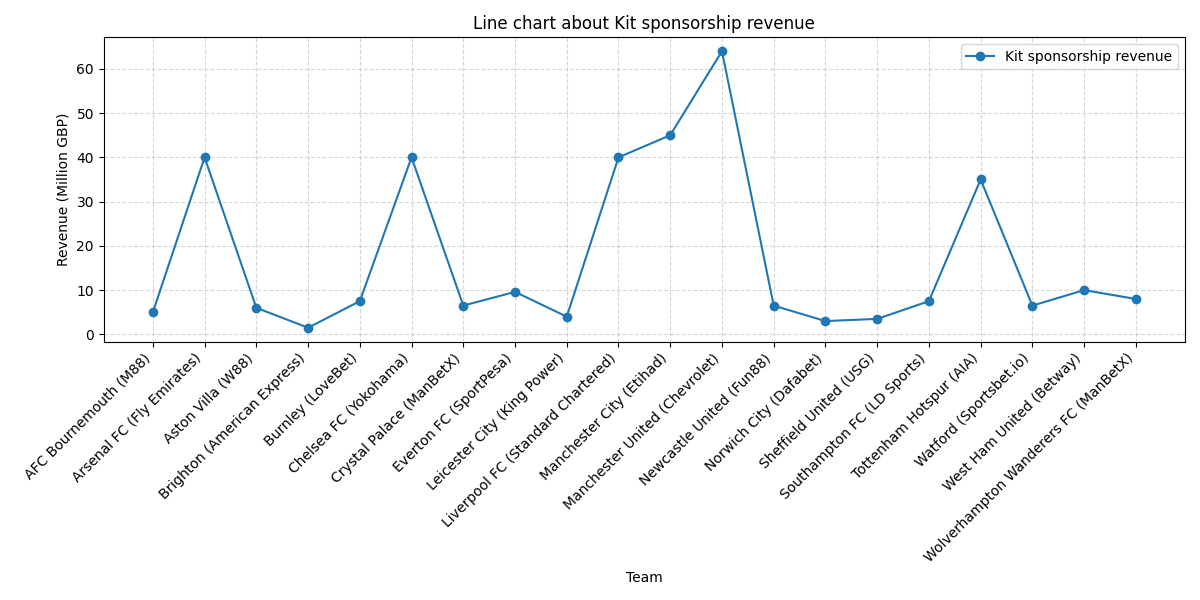 Line chart about Kit sponsorship revenue
Kit sponsorship revenue
Revenue (Million GBP)
60
50
40
30
20
10
0
AFC Bournemouth (M88)
Arsenal FC (Fly Emirates)
Aston Villa (W88)
Brighton (American Express)
Burnley (LoveBet)
Chelsea FC (Yokohama)
Crystal Palace (ManBetX)
Everton FC (SportPesa)
Leicester City (King Power)
Liverpool FC (Standard Chartered)
Manchester City (Etihad)
Manchester United (Chevrolet)
Newcastle United (Fun88)
Norwich City (Dafabet)
Sheffield United (USG)
Southampton FC (LD Sports)
Tottenham Hotspur (AIA)
Watford (Sportsbet.io)
West Ham United (Betway)
Wolverhampton Wanderers FC (ManBetX)
Team